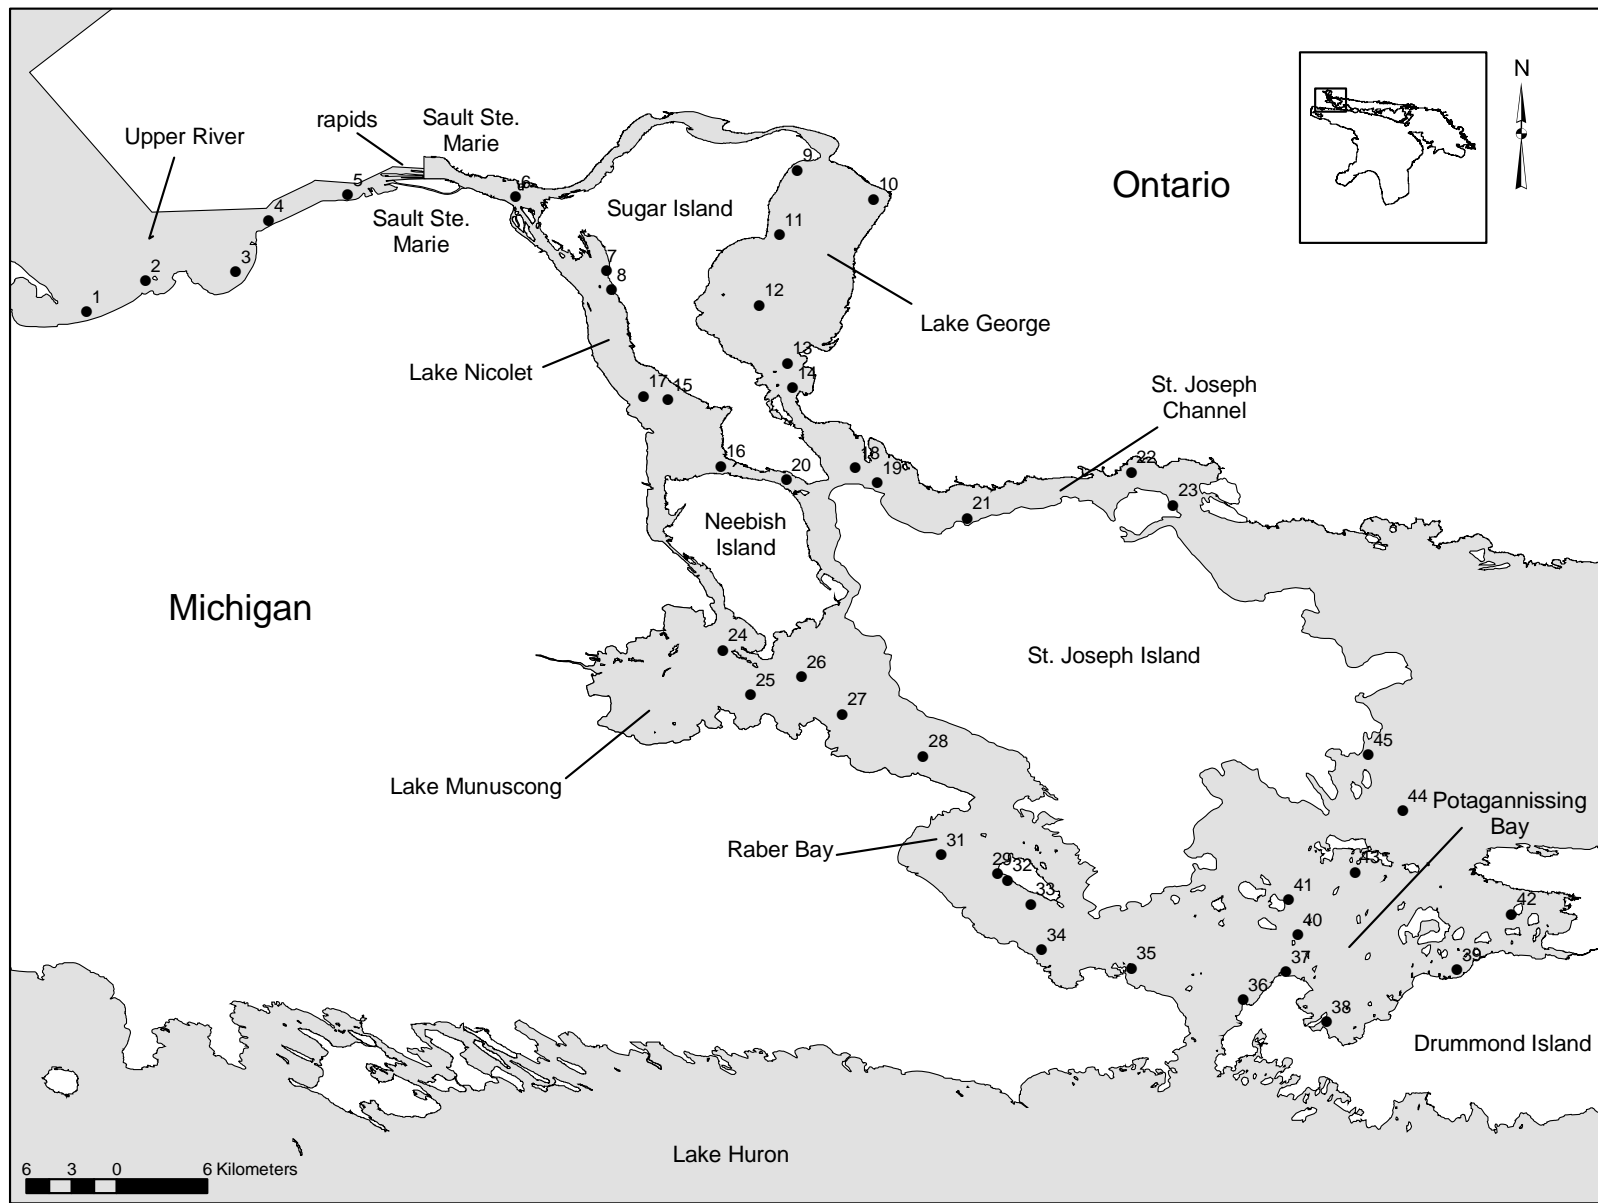 N
Sault Ste.
Marie
rapids
Upper River
9
10
Ontario
6
5
Sugar Island
4
Sault Ste.
Marie
11
7
3
2
8
1
12
Lake George
13
Lake Nicolet
14
17
15
St. Joseph
Channel
16
18
20
19
22
23
21
Neebish
Island
Michigan
24
St. Joseph Island
26
25
27
28
45
Lake Munuscong
44
Potagannissing
Bay
Raber Bay
31
29
32
43
33
41
42
40
34
35
37
39
36
38
Drummond Island
Lake Huron
6 3 0 6 Kilometers